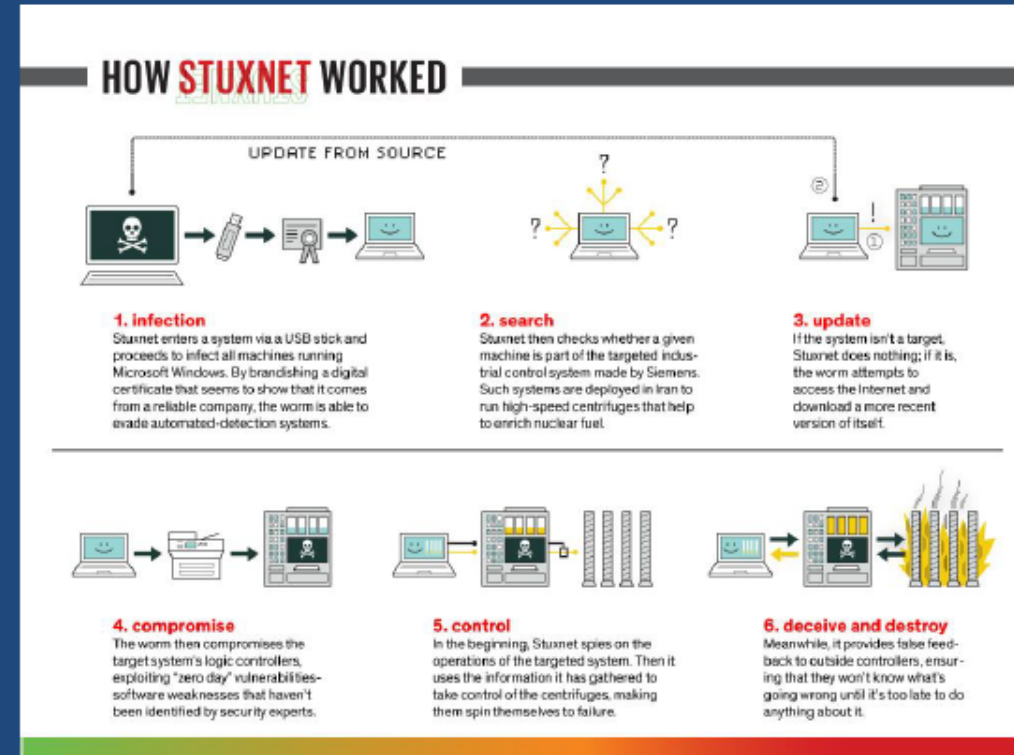 HOW STUXNET WORKED
UPDATE FROM SOURCE
?
? ?
②
!
①
1. infection
Stuxnet enters a system via a USB stick and
proceeds to infect all machines running
Microsoft Windows. By brandishing a digital
certificate that seems to show that it comes
from a reliable company, the worm is able to
evade automated-detection systems.
2. search
Stuxnet then checks whether a given
machine is part of the targeted indus-
trial control system made by Siemens.
Such systems are deployed in Iran to
run high-speed centrifuges that help
to enrich nuclear fuel.
3. update
If the system isn't a target,
Stuxnet does nothing; if it is,
the worm attempts to
access the Internet and
download a more recent
version of itself.
4. compromise
The worm then compromises the
target system's logic controllers,
exploiting "zero day" vulnerabilities-
software weaknesses that haven't
been identified by security experts.
5. control
In the beginning, Stuxnet spies on the
operations of the targeted system. Then it
uses the information it has gathered to
take control of the centrifuges, making
them spin themselves to failure.
6. deceive and destroy
Meanwhile, it provides false feed-
back to outside controllers, ensur-
ing that they won't know what's
going wrong until it's too late to do
anything about it.